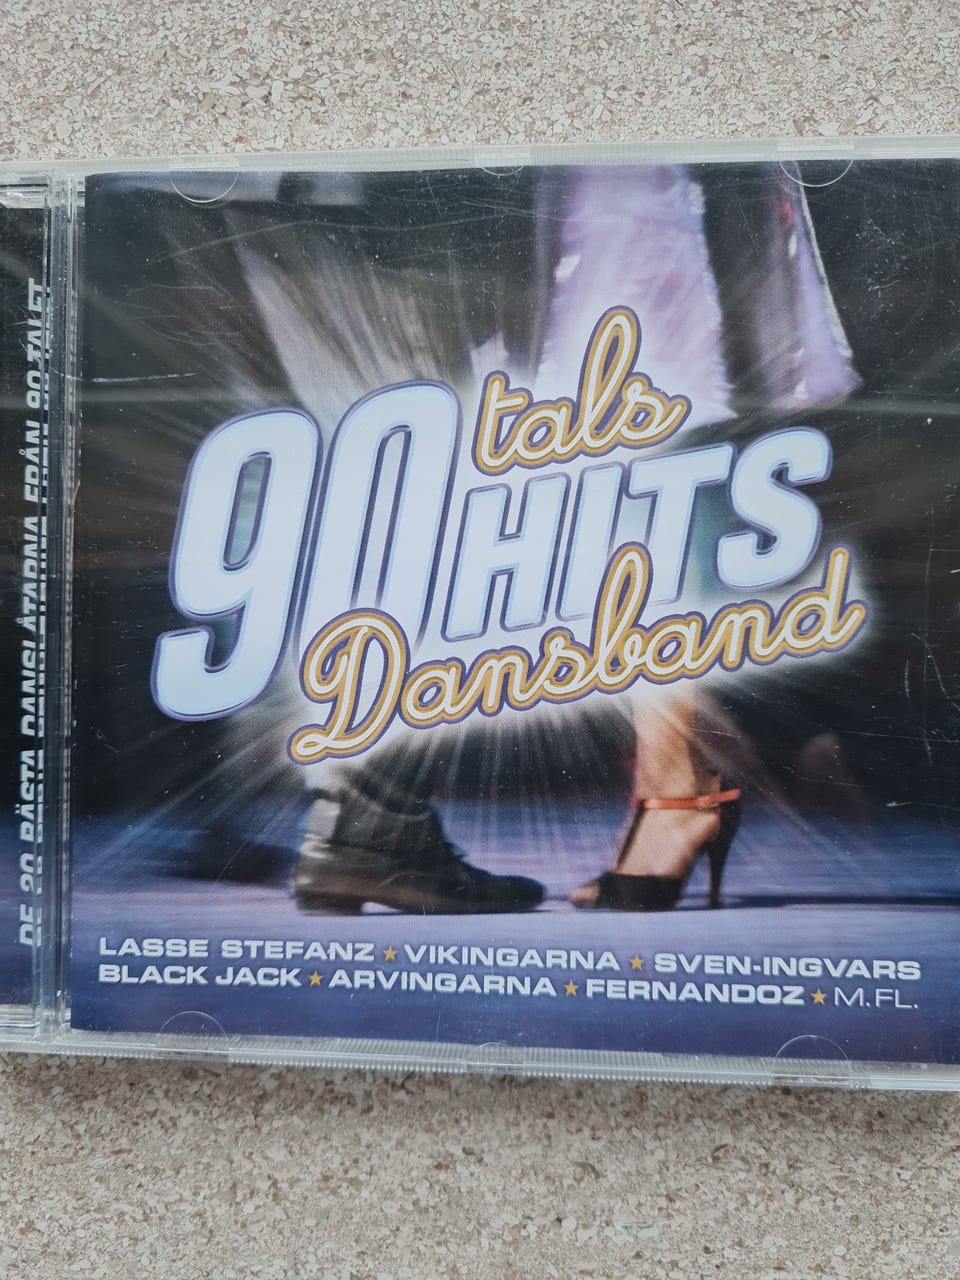 DE 20 BÄSTA DANSLÅTARNA FRÅN 90-TALET
90 tals
HITS
Dansband
LASSE STEFANZ ★ VIKINGARNA ★ SVEN-INGVARS
BLACK JACK ★ ARVINGARNA ★ FERNANDOZ ★ M.FL.